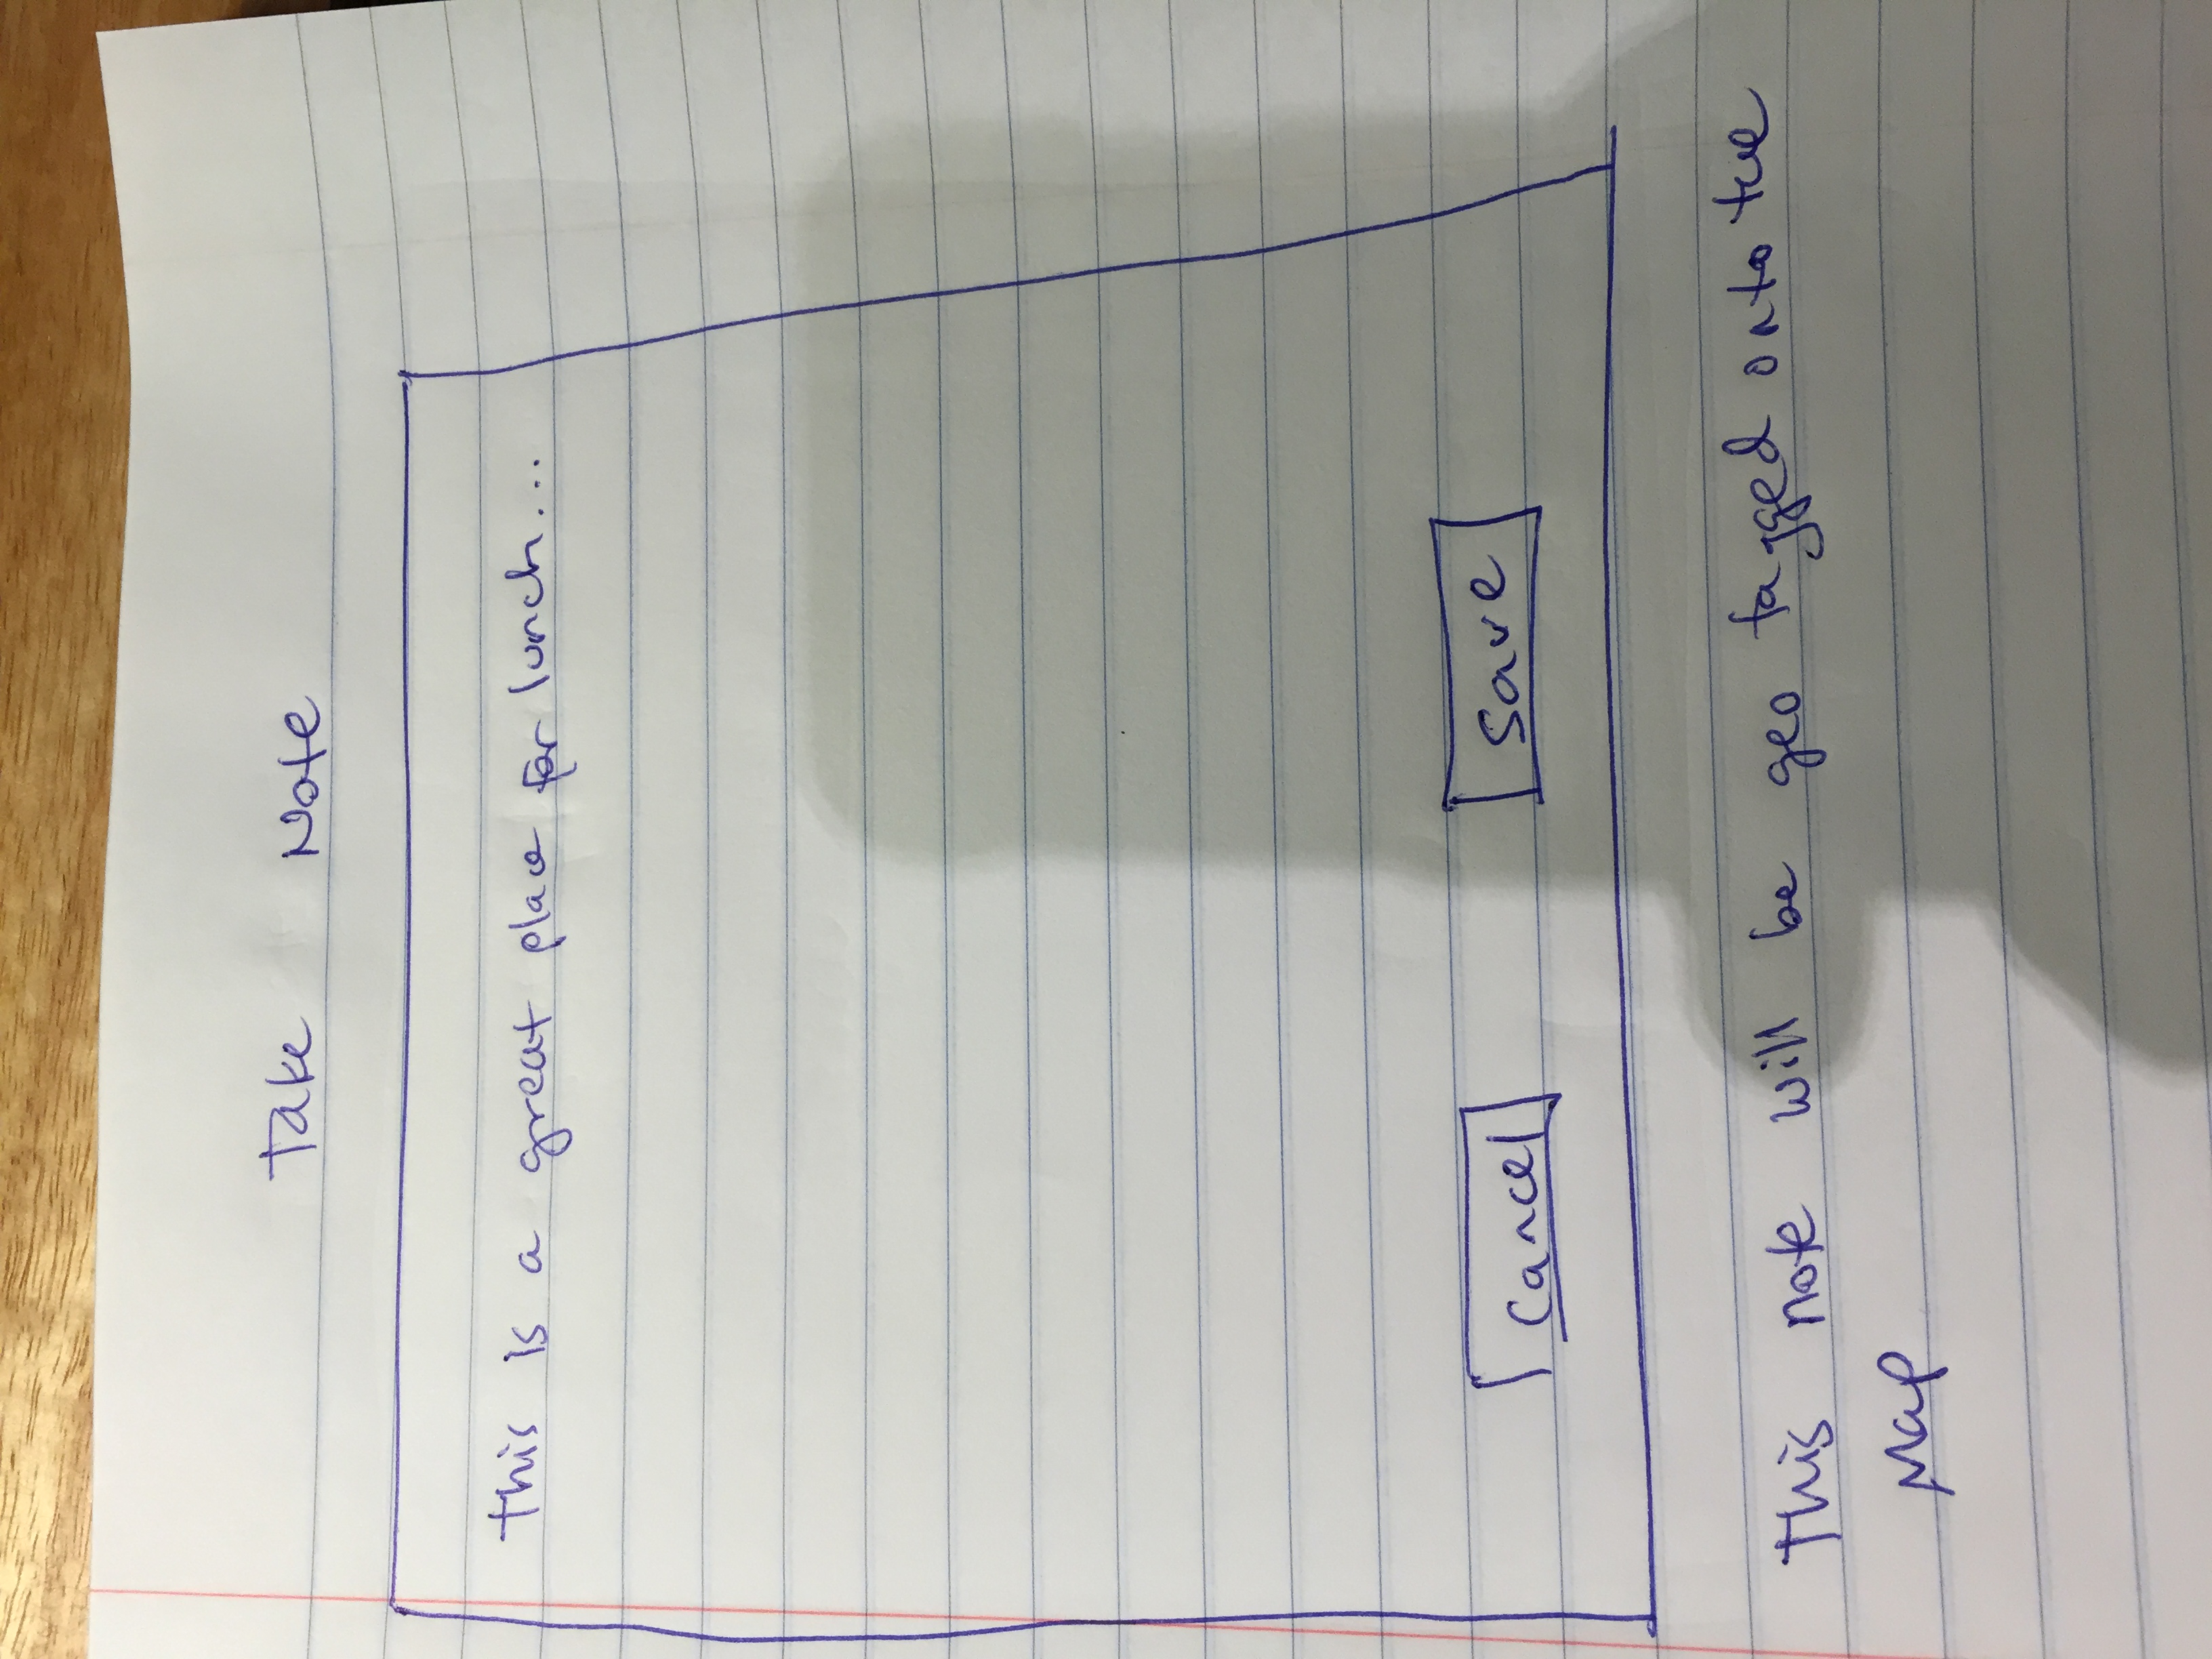 Take Note
This is a great place for lunch...
Cancel Save
This note will be geo tagged onto the
Map